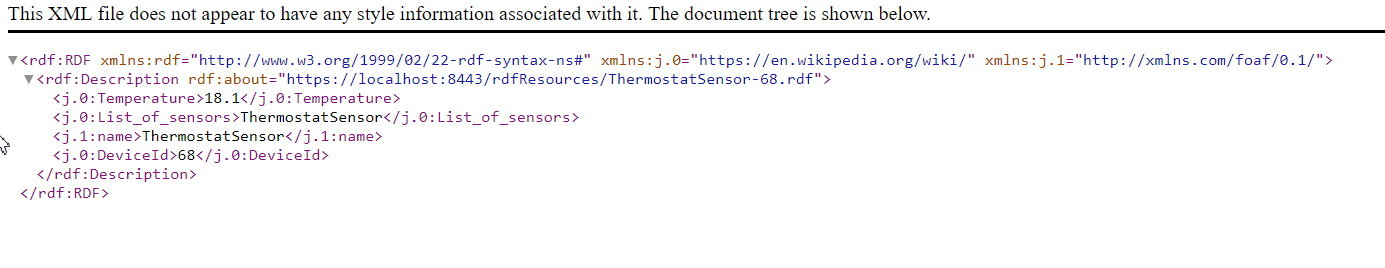 This XML file does not appear to have any style information associated with it. The document tree is shown below.
▼<rdf:RDF xmlns:rdf="http://www.w3.org/1999/02/22-rdf-syntax-ns#" xmlns:j.0="https://en.wikipedia.org/wiki/" xmlns:j.1="http://xmlns.com/foaf/0.1/">
▼<rdf:Description rdf:about="https://localhost:8443/rdfResources/ThermostatSensor-68.rdf">
<j.0:Temperature>18.1</j.0:Temperature>
<j.0:List_of_sensors>ThermostatSensor</j.0:List_of_sensors>
<j.1:name>ThermostatSensor</j.1:name>
<j.0:DeviceId>68</j.0:DeviceId>
</rdf:Description>
</rdf:RDF>